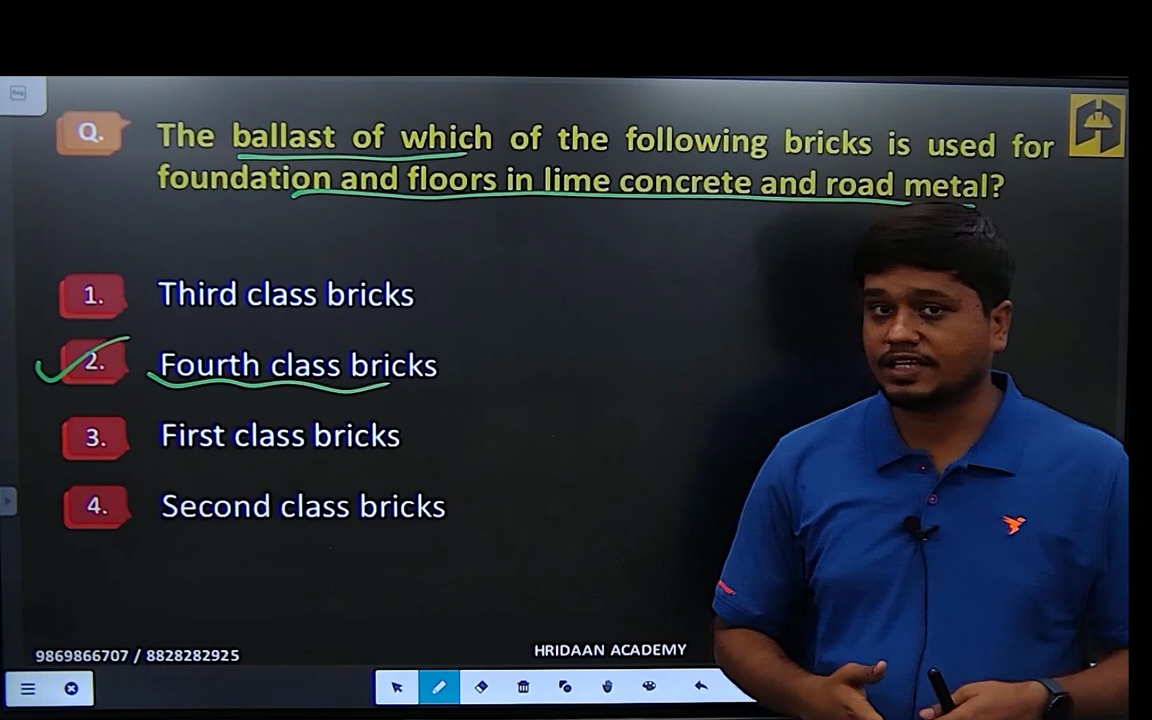 Q.
The ballast of which of the following bricks is used for
foundation and floors in lime concrete and road metal?
1. Third class bricks
2. Fourth class bricks
3. First class bricks
4. Second class bricks
9869866707 / 8828282925
HRIDAAN ACADEMY